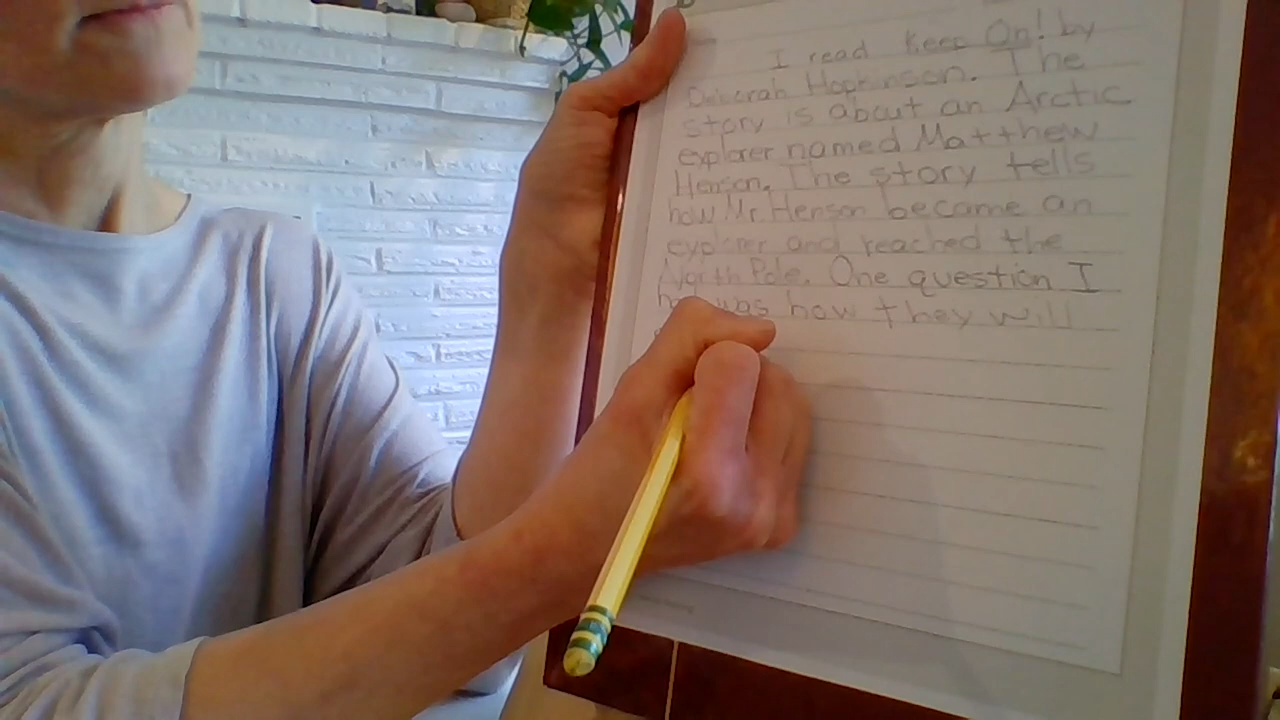 I read Keep On! by
Deborah Hopkinson. The
story is about an Arctic
explorer named Matthew
Henson. The story tells
how Mr. Henson became an
explorer and reached the
North Pole. One question I
was how they will